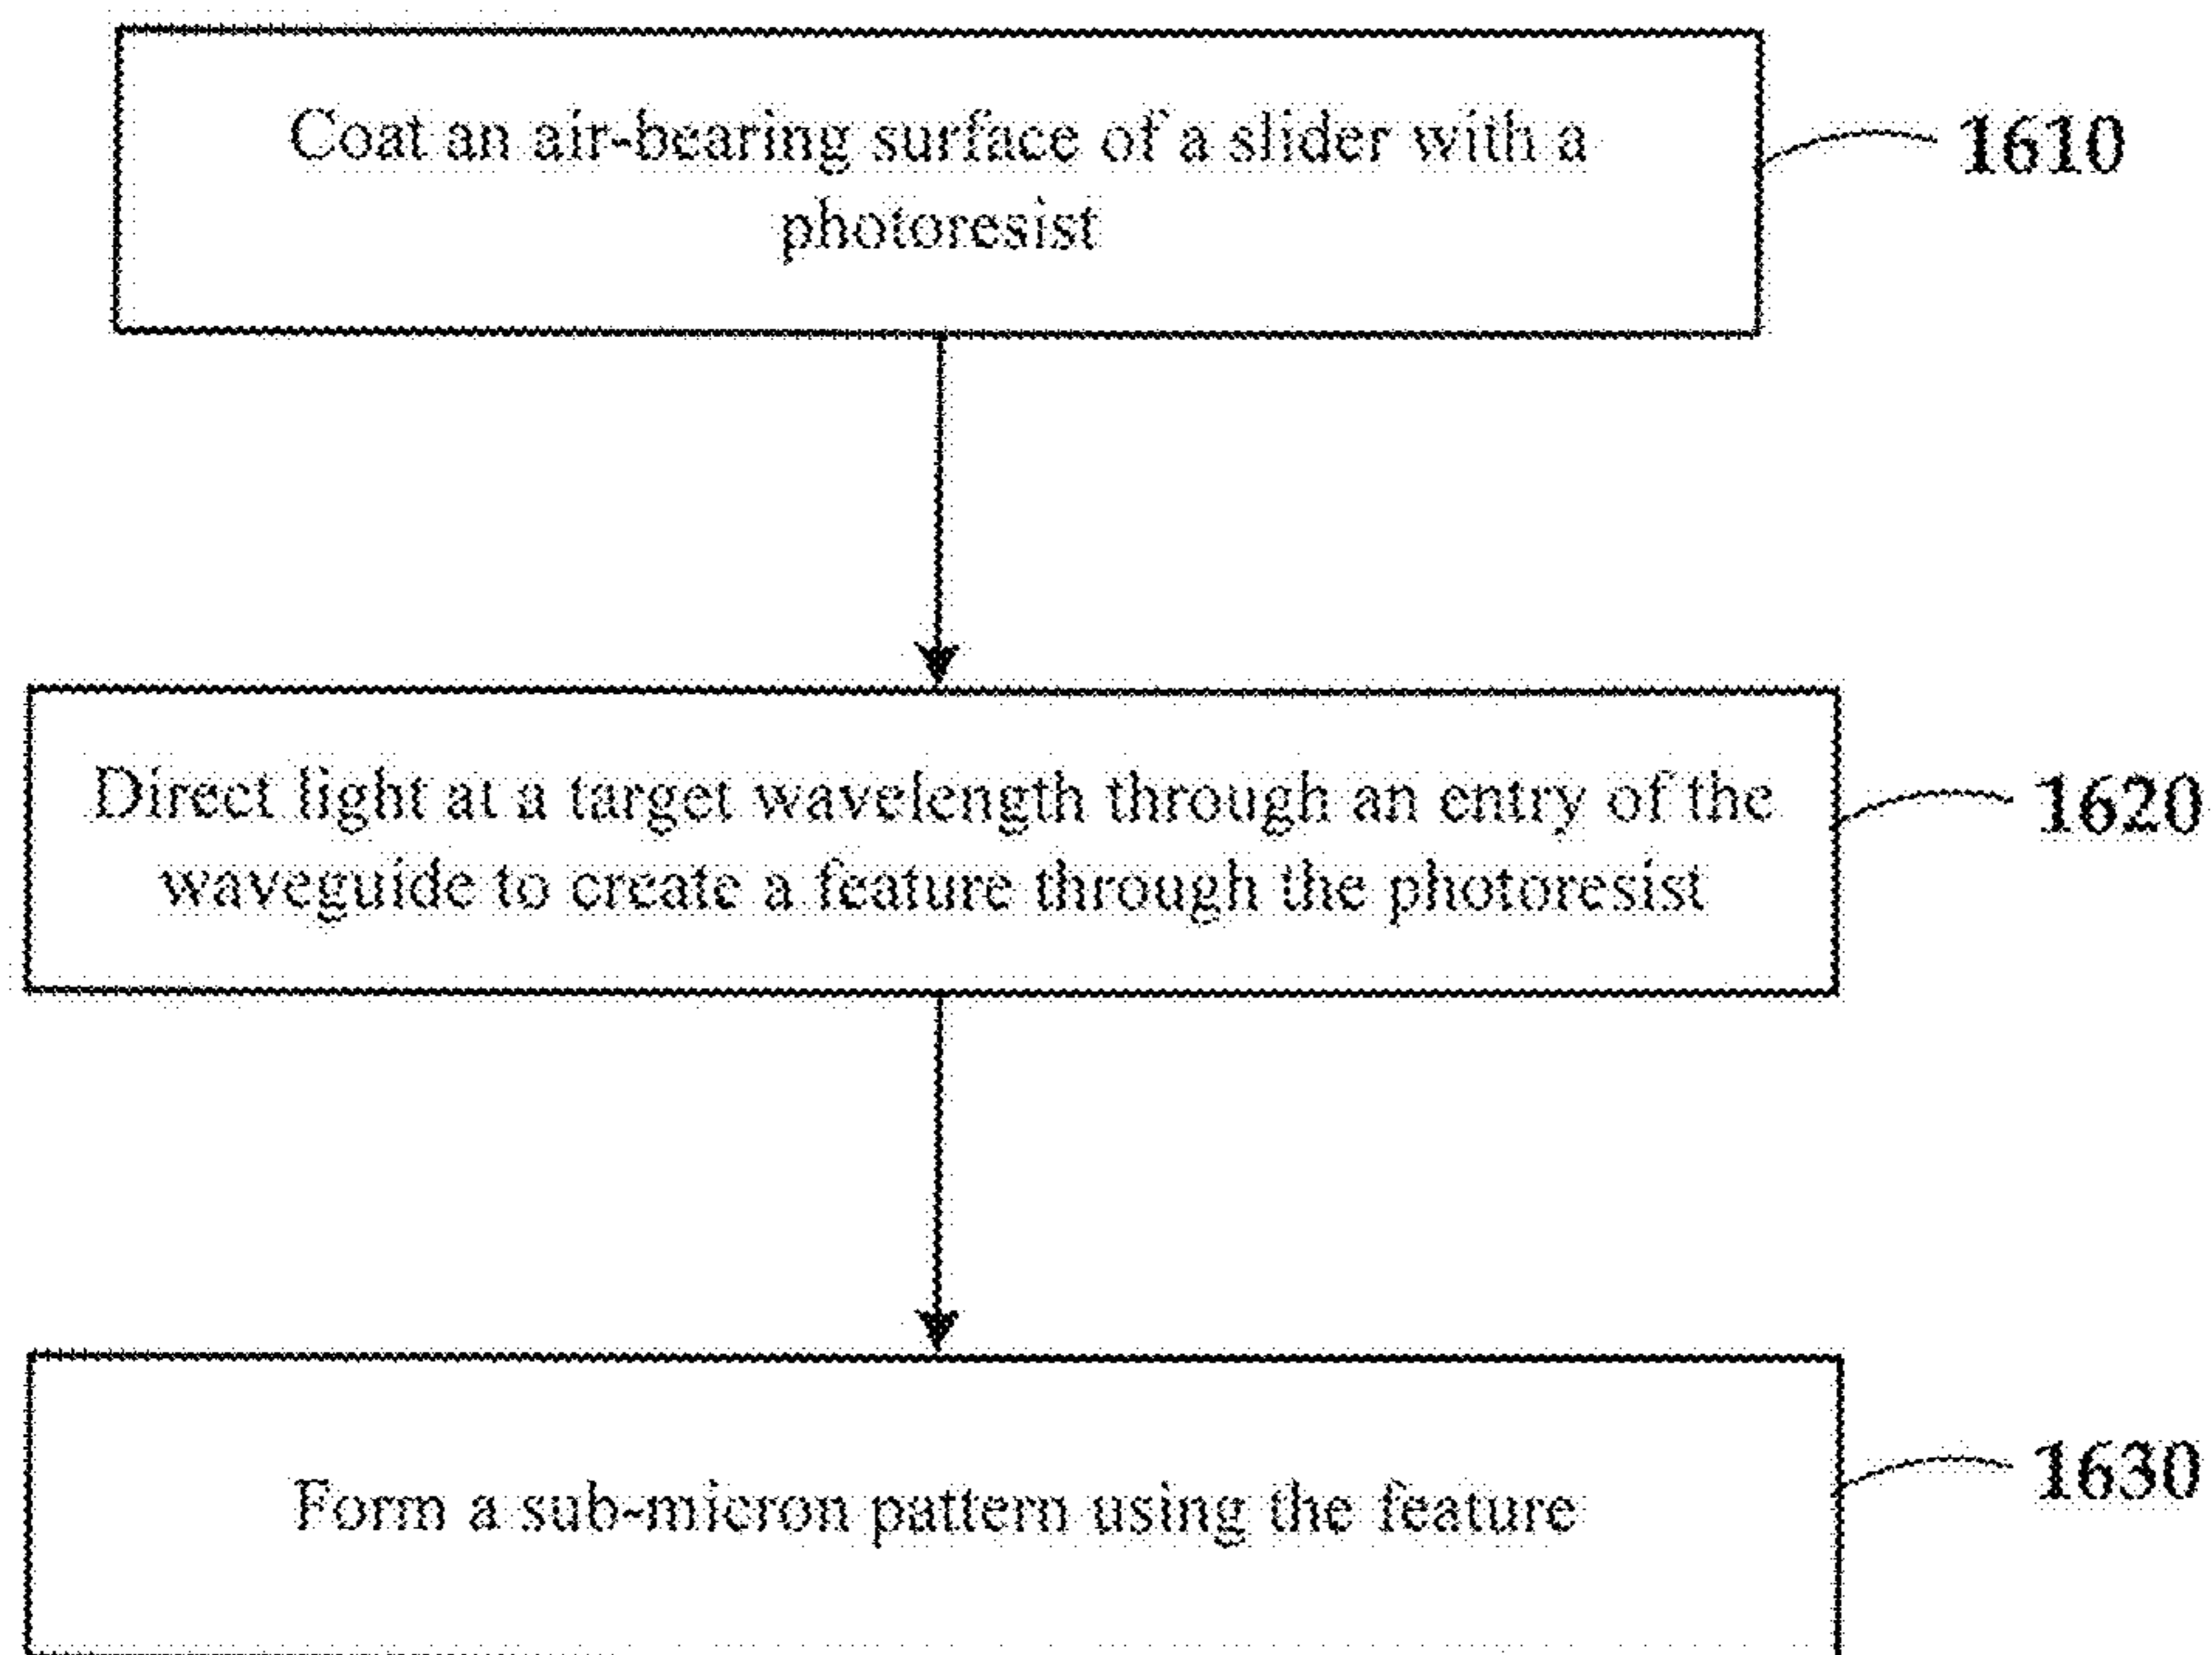 Coat an air-bearing surface of a slider with a
photoresist
1610
Direct light at a target wavelength through an entry of the
waveguide to create a feature through the photoresist
1620
Form a sub-micron pattern using the feature
1630